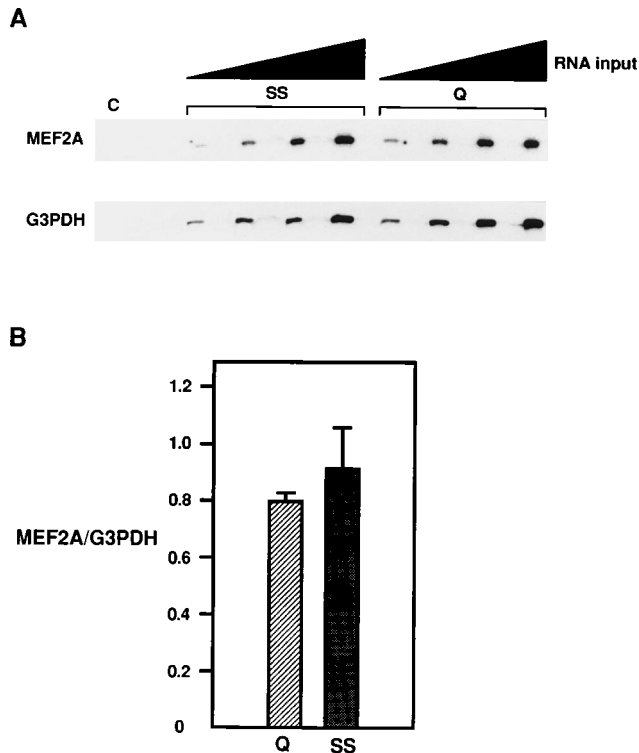 A
RNA input
C
SS
Q
MEF2A
G3PDH
B
1.2
1.0
0.8
MEF2A/G3PDH
0.6
0.4
0.2
0
Q
SS